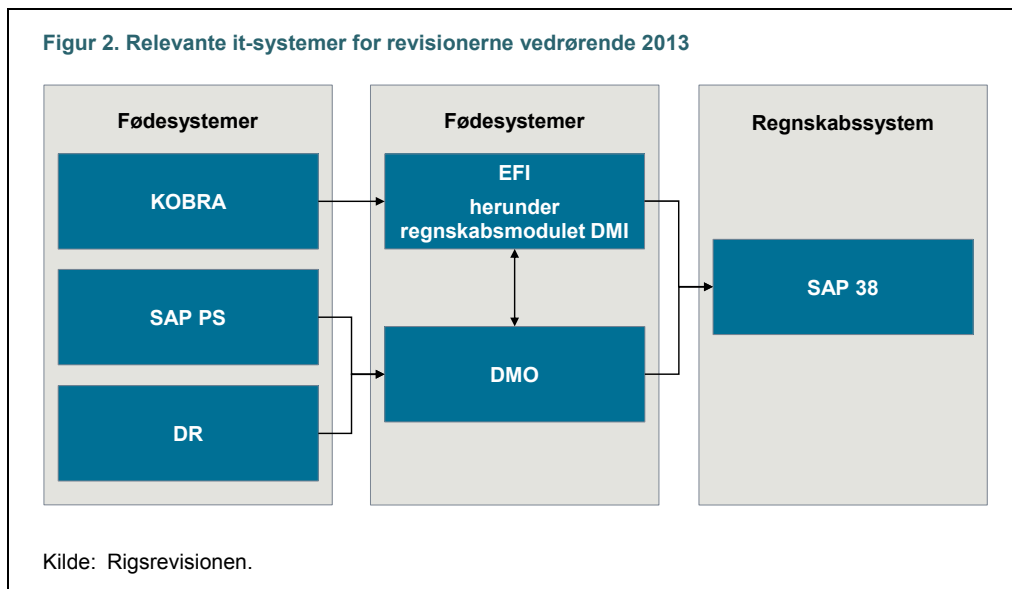 Figur 2. Relevante it-systemer for revisionerne vedrørende 2013
Fødesystemer
KOBRA
SAP PS
DR
Fødesystemer
EFI
herunder
regnskabsmodulet DMI
DMO
Regnskabssystem
SAP 38
Kilde: Rigsrevisionen.